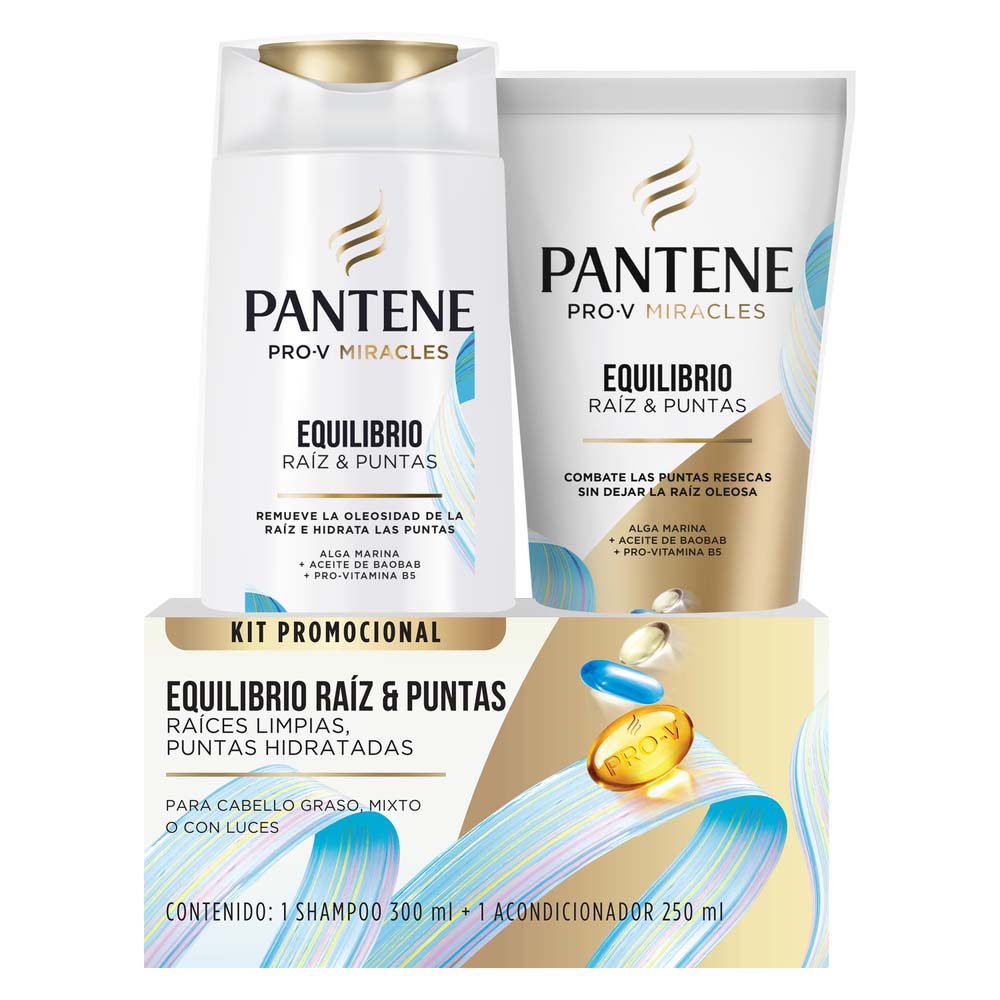 PANTENE
PRO-V MIRACLES
EQUILIBRIO
RAÍZ & PUNTAS
REMUEVE LA OLEOSIDAD DE LA
RAÍZ E HIDRATA LAS PUNTAS
ALGA MARINA
+ ACEITE DE BAOBAB
+ PRO-VITAMINA B5
PANTENE
PRO-V MIRACLES
EQUILIBRIO
RAÍZ & PUNTAS
COMBATE LAS PUNTAS RESECAS
SIN DEJAR LA RAÍZ OLEOSA
ALGA MARINA
+ ACEITE DE BAOBAB
+ PRO-VITAMINA B5
KIT PROMOCIONAL
EQUILIBRIO RAÍZ & PUNTAS
RAÍCES LIMPIAS,
PUNTAS HIDRATADAS
PARA CABELLO GRASO, MIXTO
O CON LUCES
PRO-V
CONTENIDO: 1 SHAMPOO 300 ml + 1 ACONDICIONADOR 250 ml